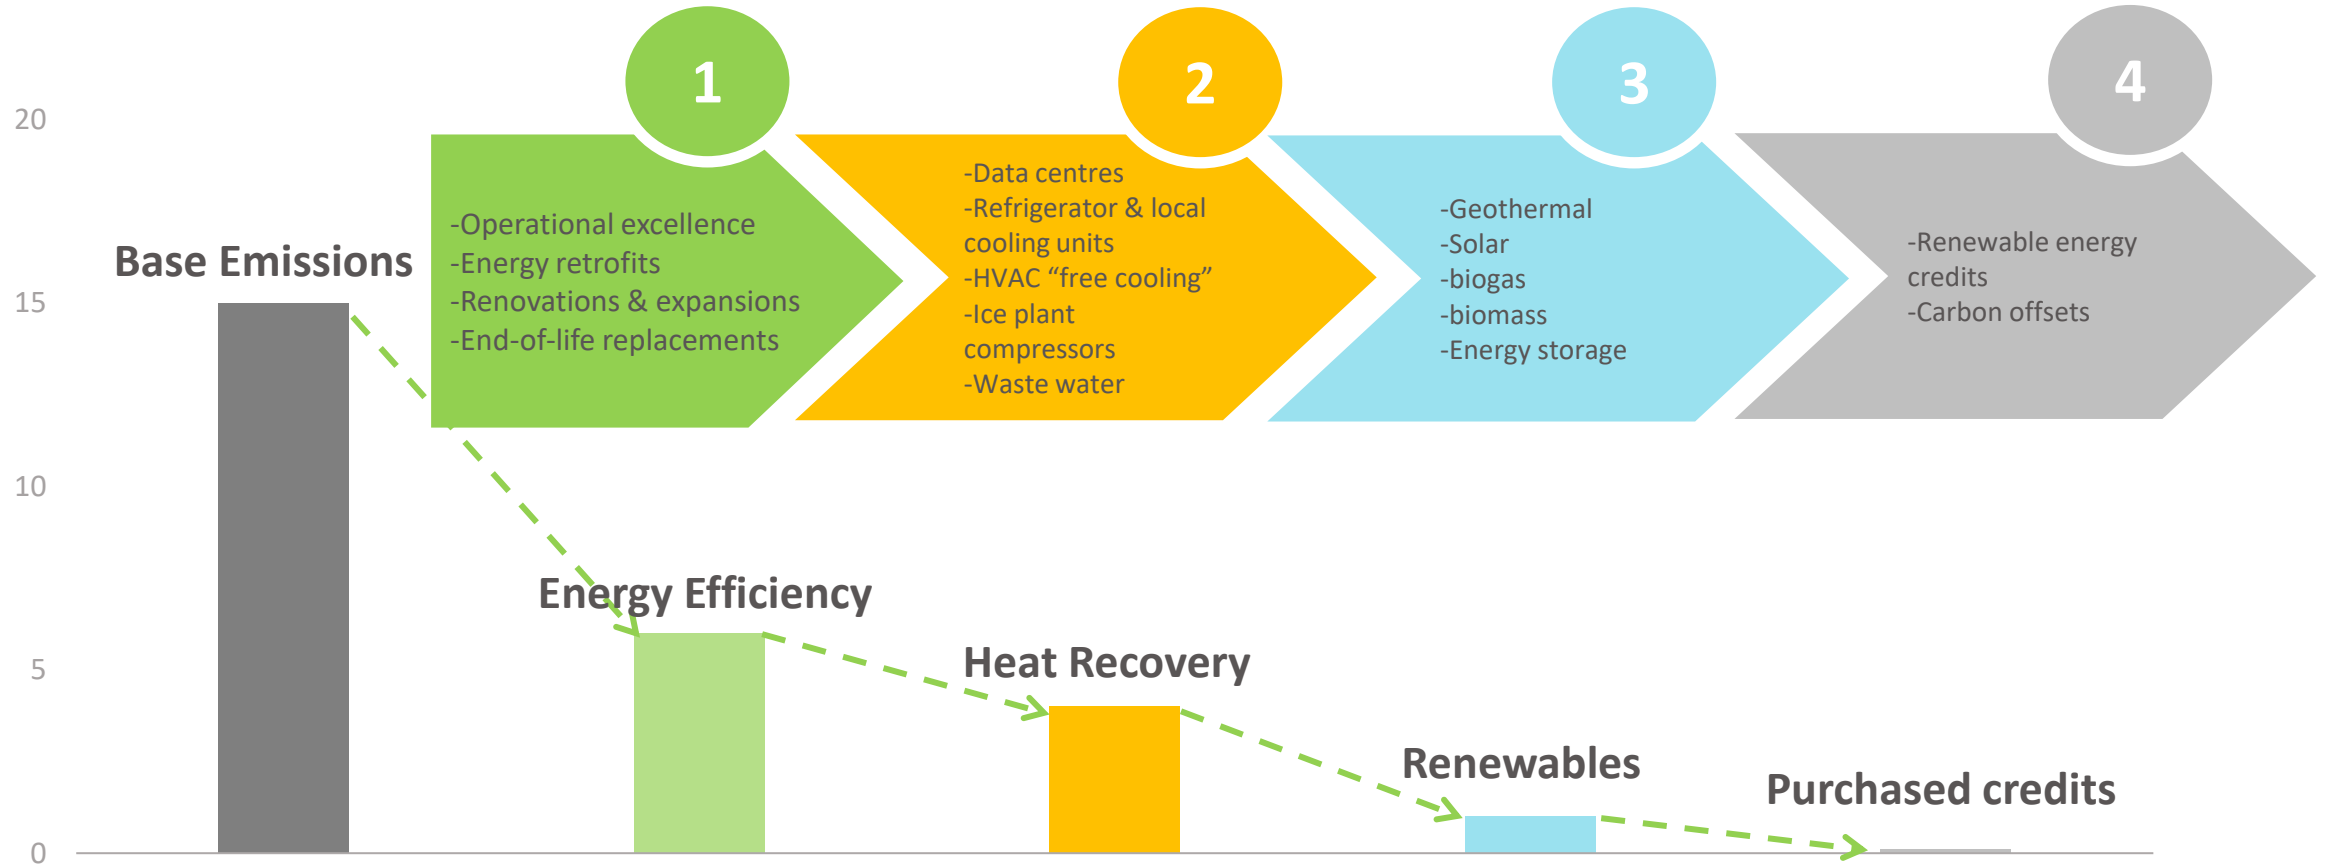 1
2
3
4
20
15
10
5
0
Base Emissions
-Operational excellence
-Energy retrofits
-Renovations & expansions
-End-of-life replacements
-Data centres
-Refrigerator & local
cooling units
-HVAC “free cooling”
-Ice plant
compressors
-Waste water
-Geothermal
-Solar
-biogas
-biomass
-Energy storage
-Renewable energy
credits
-Carbon offsets
Energy Efficiency
Heat Recovery
Renewables
Purchased credits